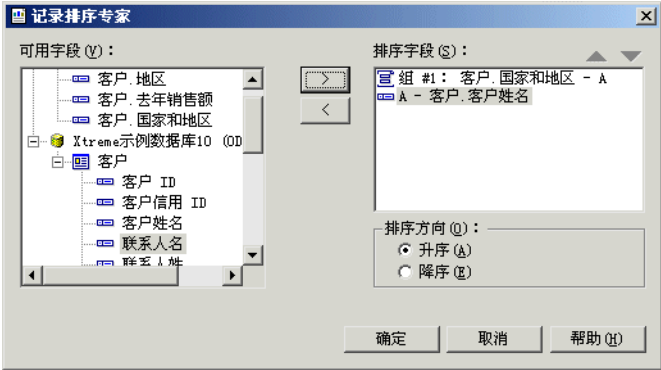 记录排序专家
可用字段(V):
客户.地区
客户.去年销售额
客户.国家和地区
Xtreme示例数据库10 (OD
客户
客户 ID
客户信用 ID
客户姓名
联系人名
联系人姓
>
<
排序字段(S):
组 #1: 客户.国家和地区 - A
A - 客户.客户姓名
排序方向(O):
升序(A)
降序(E)
确定
取消
帮助(H)